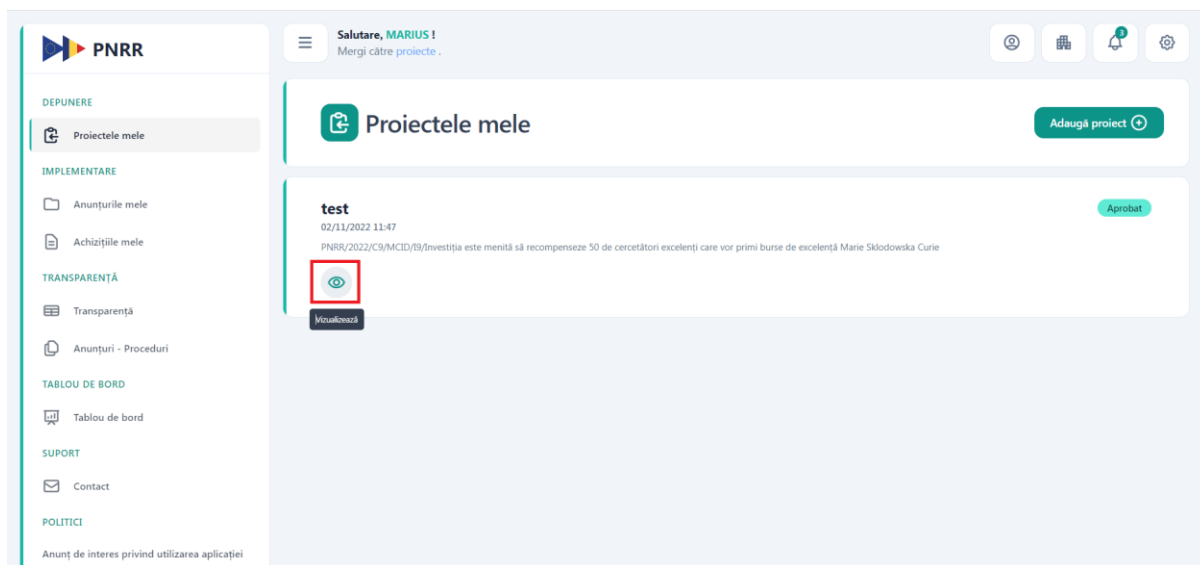 PNRR
Salutare, MARIUS !
Mergi către proiecte .
3
DEPUNERE
Proiectele mele
IMPLEMENTARE
Anunțurile mele
Achizițiile mele
TRANSPARENȚĂ
Transparență
Anunțuri - Proceduri
TABLOU DE BORD
Tablou de bord
SUPORT
Contact
POLITICI
Anunț de interes privind utilizarea aplicației
Proiectele mele
Adaugă proiect
test
Aprobat
02/11/2022 11:47
PNRR/2022/C9/MCID/I9/Investiția este menită să recompenseze 50 de cercetători excelenți care vor primi burse de excelență Marie Sklodowska Curie
Vizualizează